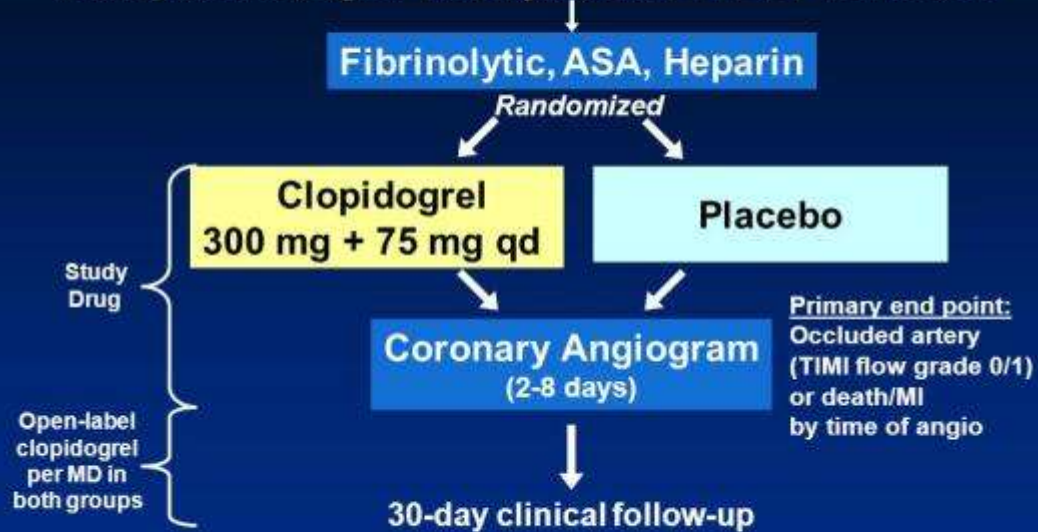 Fibrinolytic, ASA, Heparin
Randomized
Clopidogrel
300 mg + 75 mg qd
Placebo
Study
Drug
Coronary Angiogram
(2-8 days)
Primary end point:
Occluded artery
(TIMI flow grade 0/1)
or death/MI
by time of angio
Open-label
clopidogrel
per MD in
both groups
30-day clinical follow-up